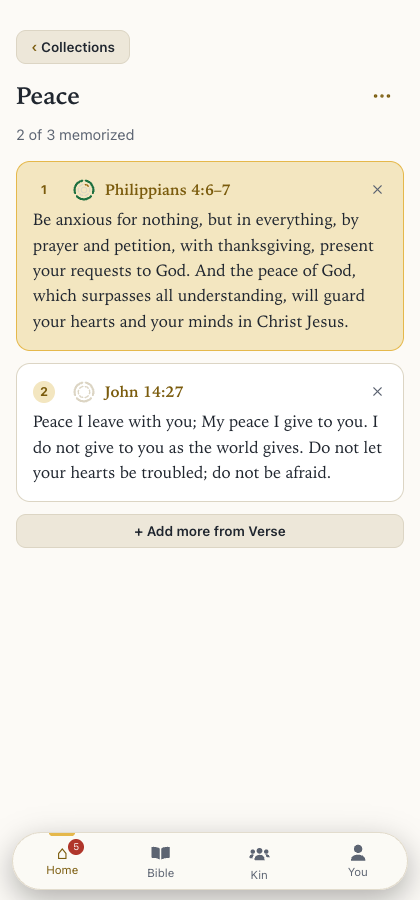 ‹ Collections
Peace
2 of 3 memorized
1 Philippians 4:6–7 ×
Be anxious for nothing, but in everything, by
prayer and petition, with thanksgiving, present
your requests to God. And the peace of God,
which surpasses all understanding, will guard
your hearts and your minds in Christ Jesus.
2 John 14:27 ×
Peace I leave with you; My peace I give to you. I
do not give to you as the world gives. Do not let
your hearts be troubled; do not be afraid.
+ Add more from Verse
5
Home
Bible
Kin
You